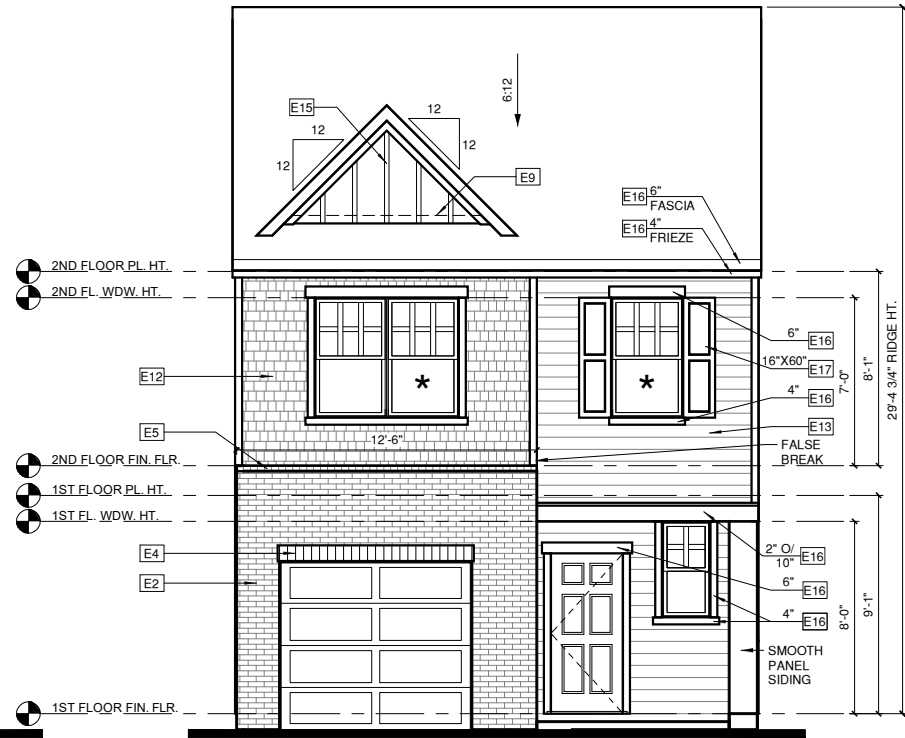 E15
6:12
12
12
12
12
E9
E16 6"
FASCIA
E16 4"
FRIEZE
2ND FLOOR PL. HT.
2ND FL. WDW. HT.
6"
E16
16"X60"
E17
4"
E16
E12
*
*
7'-0"
8'-1"
29'-4 3/4" RIDGE HT.
E13
E5
12'-6"
FALSE
BREAK
2ND FLOOR FIN. FLR.
1ST FLOOR PL. HT.
1ST FL. WDW. HT.
E4
2" O/
10"
E16
E2
6"
E16
4"
E16
8'-0"
9'-1"
SMOOTH
PANEL
SIDING
1ST FLOOR FIN. FLR.